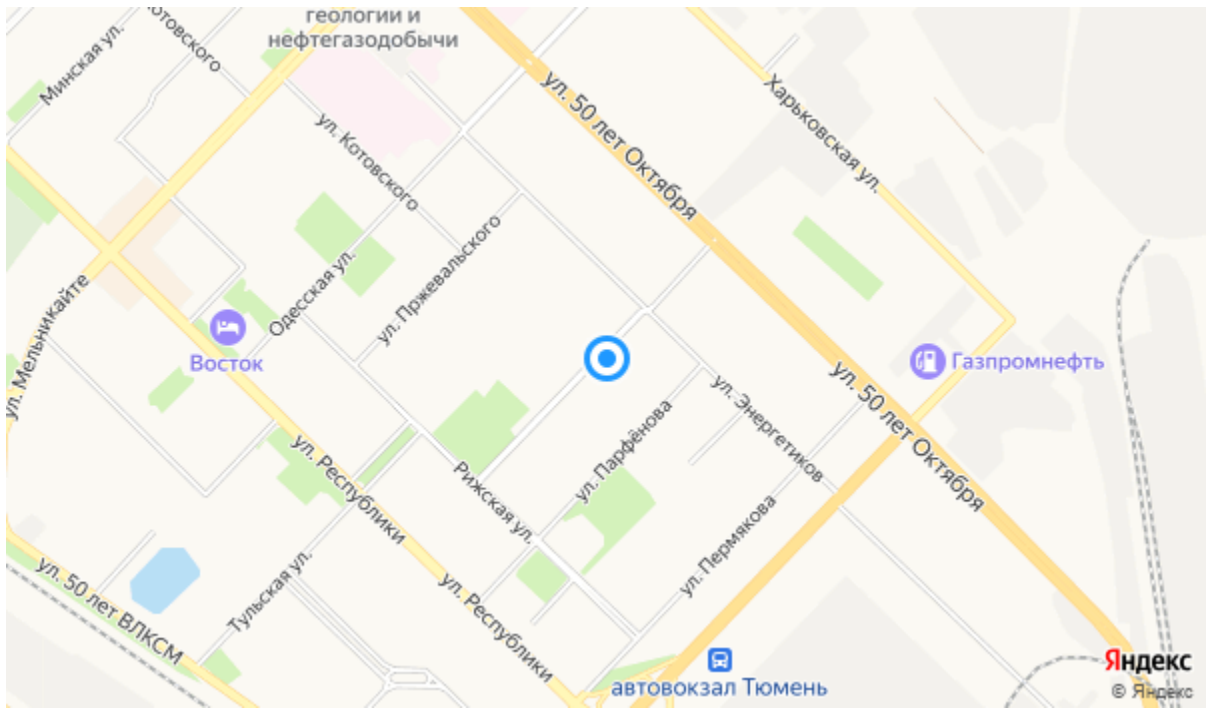 геологии и
нефтегазодобычи
Котовского
Минская ул.
ул. 50 лет Октября
Харьковская ул.
ул. Котовского
ул. Пржевальского
Одесская ул.
ул. Мельникайте
Восток
Газпромнефть
ул. 50 лет Октября
ул. Энергетиков
ул. Парфёнова
ул. Республики
Рижская ул.
ул. Пермякова
ул. 50 лет ВЛКСМ
Тульская ул.
ул. Республики
автовокзал Тюмень
Яндекс
© Яндекс